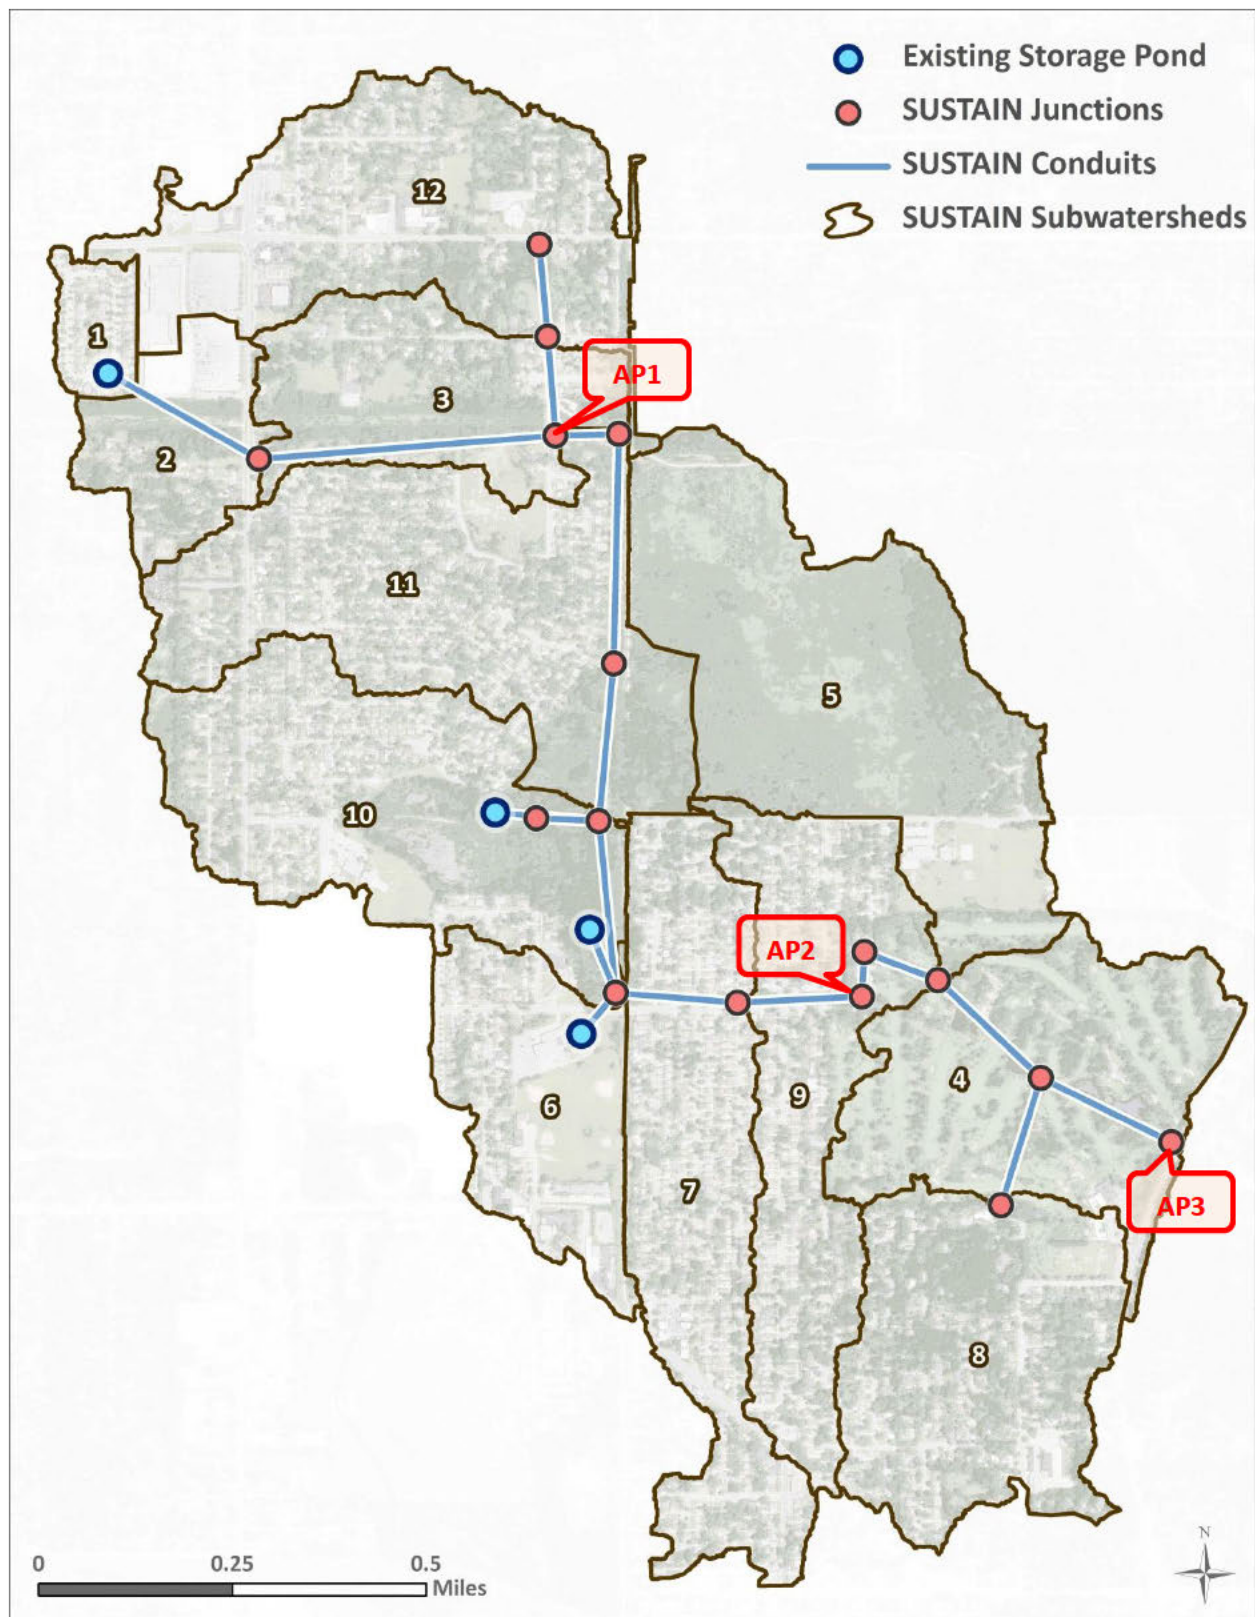 Existing Storage Pond
SUSTAIN Junctions
SUSTAIN Conduits
SUSTAIN Subwatersheds
12
1
AP1
3
2
11
5
10
AP2
4
9
6
7
AP3
8
N
0 0.25 0.5
Miles